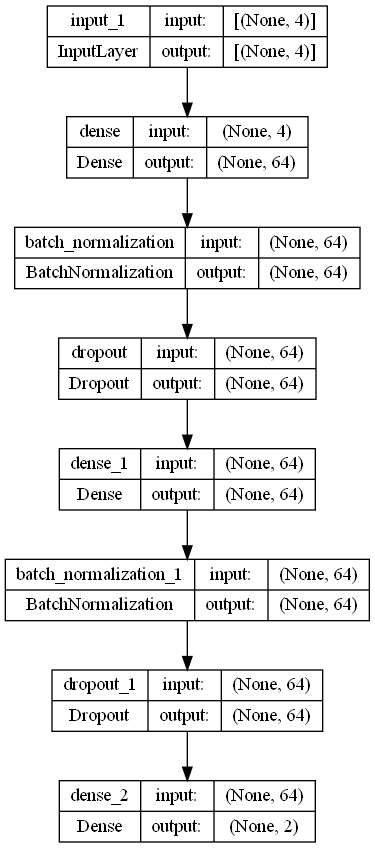 input_1 input: [(None, 4)]
InputLayer output: [(None, 4)]
dense input: (None, 4)
Dense output: (None, 64)
batch_normalization input: (None, 64)
BatchNormalization output: (None, 64)
dropout input: (None, 64)
Dropout output: (None, 64)
dense_1 input: (None, 64)
Dense output: (None, 64)
batch_normalization_1 input: (None, 64)
BatchNormalization output: (None, 64)
dropout_1 input: (None, 64)
Dropout output: (None, 64)
dense_2 input: (None, 64)
Dense output: (None, 2)